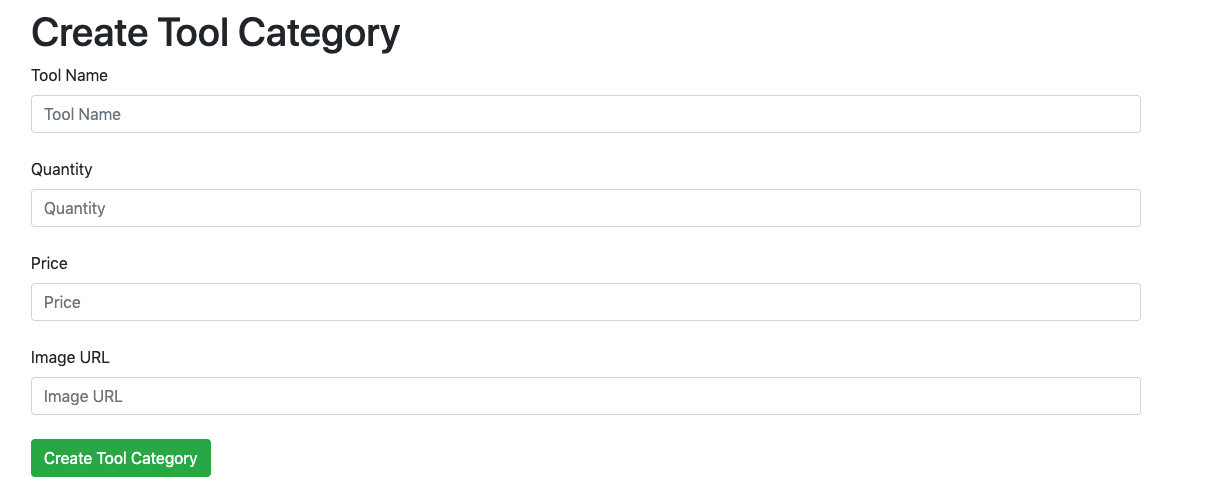 Create Tool Category
Tool Name
Tool Name
Quantity
Quantity
Price
Price
Image URL
Image URL
Create Tool Category